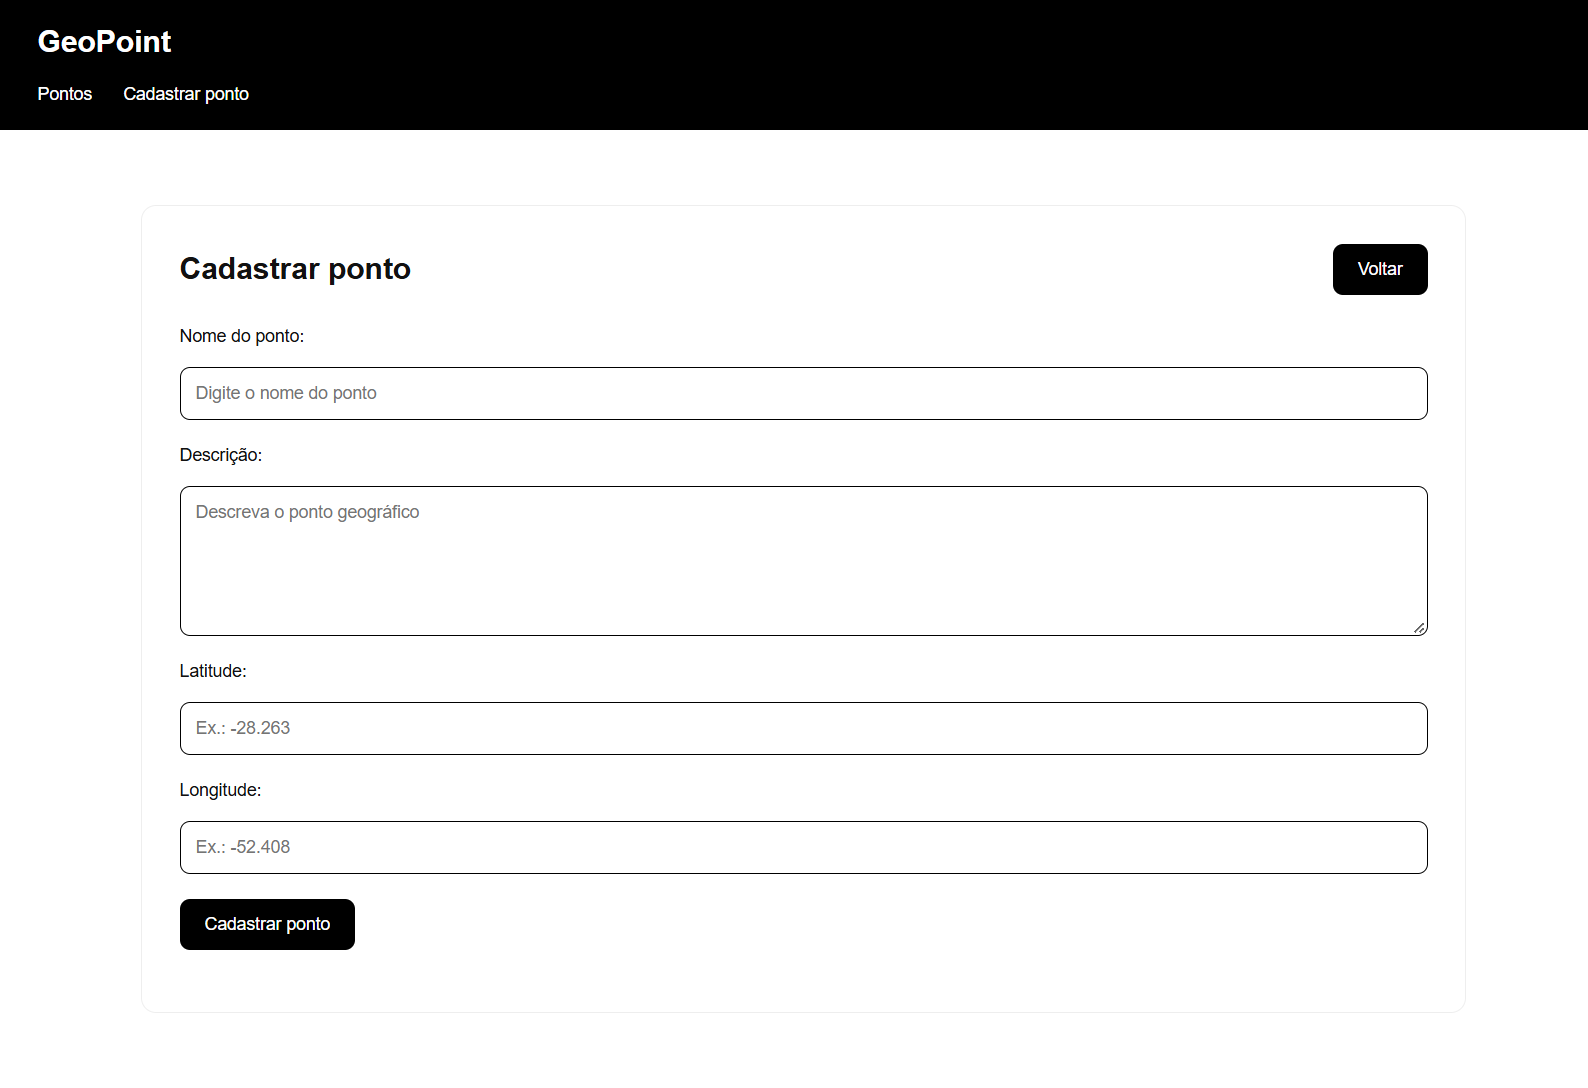 GeoPoint
Pontos Cadastrar ponto
Cadastrar ponto
Voltar
Nome do ponto:
Digite o nome do ponto
Descrição:
Descreva o ponto geográfico
Latitude:
Ex.: -28.263
Longitude:
Ex.: -52.408
Cadastrar ponto